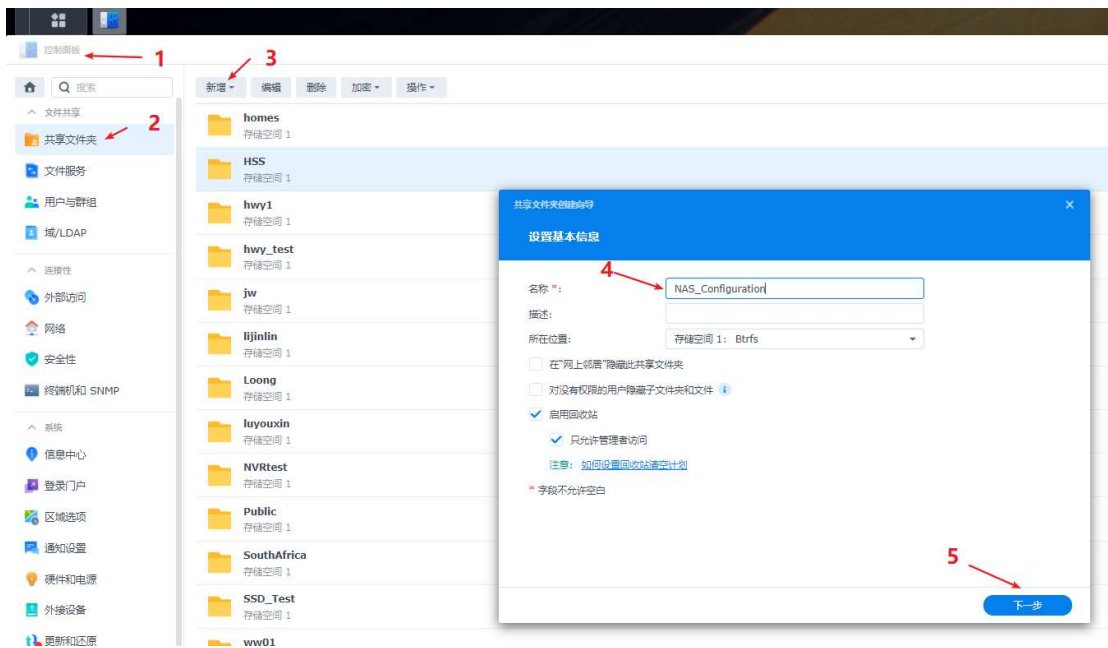 控制面板
1
3
搜索
新增
编辑
删除
加密
操作
文件共享
2
共享文件夹
文件服务
用户与群组
域/LDAP
连接性
外部访问
网络
安全性
终端机和 SNMP
系统
信息中心
登录门户
区域选项
通知设置
硬件和电源
外接设备
更新和还原
homes
存储空间 1
HSS
存储空间 1
hwy1
存储空间 1
hwy_test
存储空间 1
jw
存储空间 1
lijinlin
存储空间 1
Loong
存储空间 1
luyouxin
存储空间 1
NVRtest
存储空间 1
Public
存储空间 1
SouthAfrica
存储空间 1
SSD_Test
存储空间 1
ww01
共享文件夹创建向导
设置基本信息
4
名称 *: NAS_Configuration
描述:
所在位置: 存储空间 1: Btrfs
在"网上邻居"隐藏此共享文件夹
对没有权限的用户隐藏子文件夹和文件
启用回收站
只允许管理者访问
注意: 如何设置回收站清空计划
* 字段不允许空白
5
下一步